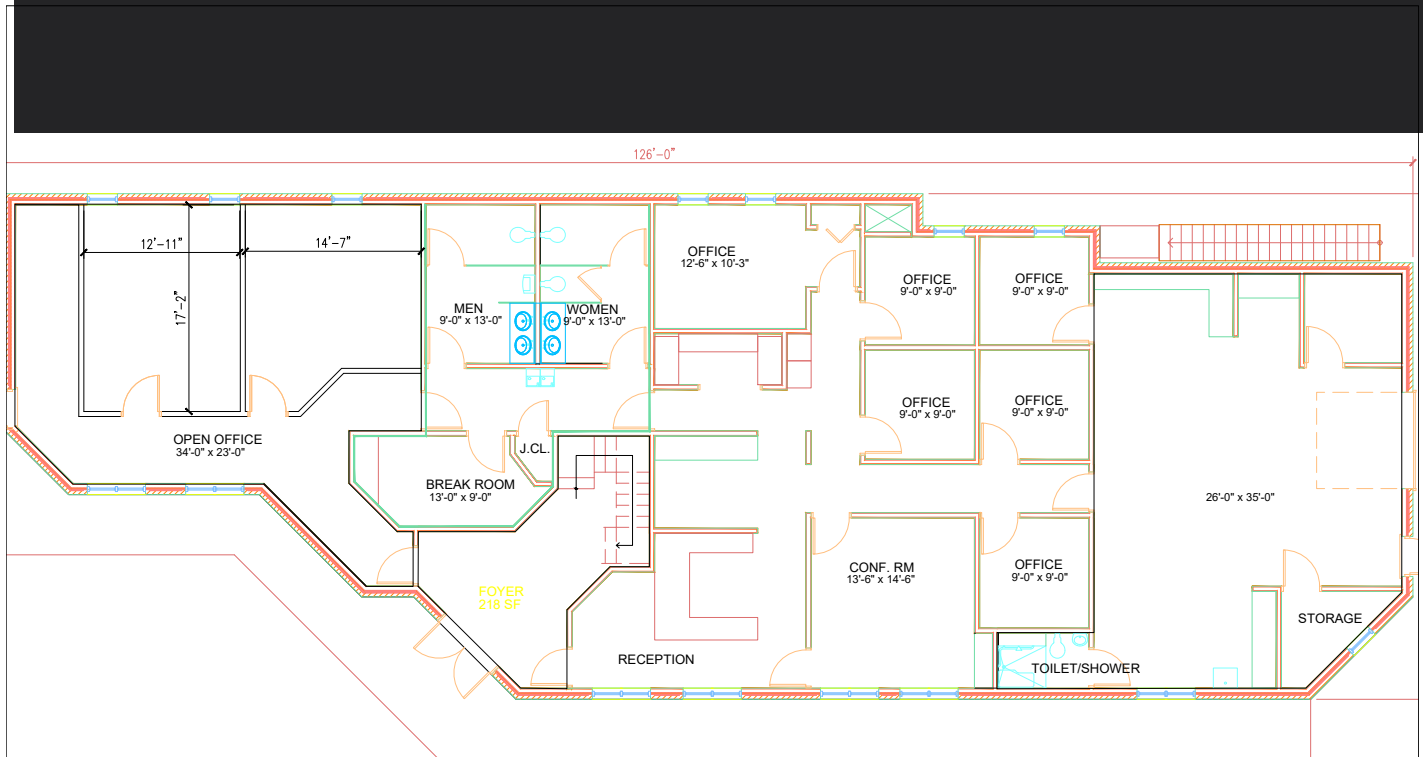 126'-0"
12'-11"
14'-7"
17'-2"
OFFICE
12'-6" x 10'-3"
OFFICE
9'-0" x 9'-0"
OFFICE
9'-0" x 9'-0"
MEN
9'-0" x 13'-0"
WOMEN
9'-0" x 13'-0"
OFFICE
9'-0" x 9'-0"
OFFICE
9'-0" x 9'-0"
OPEN OFFICE
34'-0" x 23'-0"
J.CL.
BREAK ROOM
13'-0" x 9'-0"
26'-0" x 35'-0"
FOYER
218 SF
CONF. RM
13'-6" x 14'-6"
OFFICE
9'-0" x 9'-0"
STORAGE
RECEPTION
TOILET/SHOWER